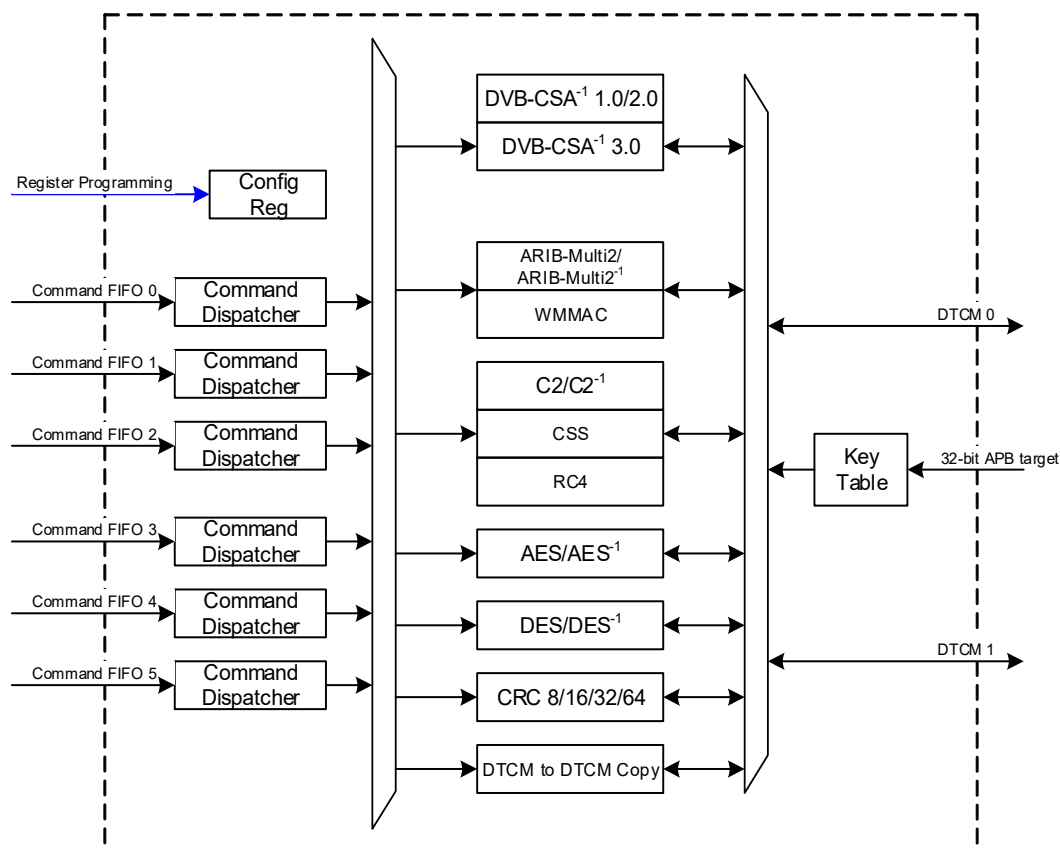 DVB-CSA-1 1.0/2.0
DVB-CSA-1 3.0
Register Programming
Config
Reg
ARIB-Multi2/
ARIB-Multi2-1
WMMAC
Command FIFO 0
Command
Dispatcher
DTCM 0
Command FIFO 1
Command
Dispatcher
C2/C2-1
CSS
RC4
Command FIFO 2
Command
Dispatcher
Key
Table
32-bit APB target
Command FIFO 3
Command
Dispatcher
AES/AES-1
Command FIFO 4
Command
Dispatcher
DES/DES-1
DTCM 1
Command FIFO 5
Command
Dispatcher
CRC 8/16/32/64
DTCM to DTCM Copy